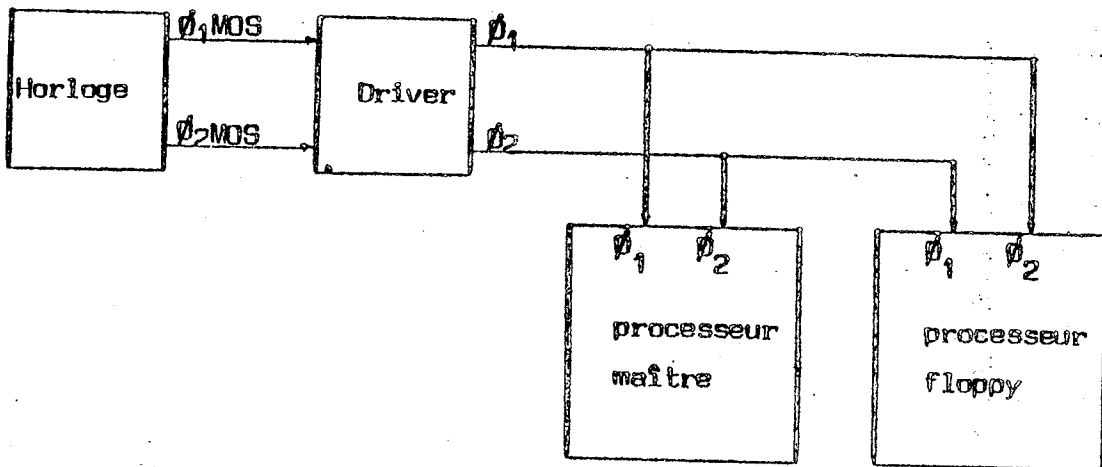 Ø₁MOS
Ø₁
Horloge
Driver
Ø₂MOS
Ø₂
Ø₁ Ø₂
processeur
maître
Ø₁ Ø₂
processeur
floppy